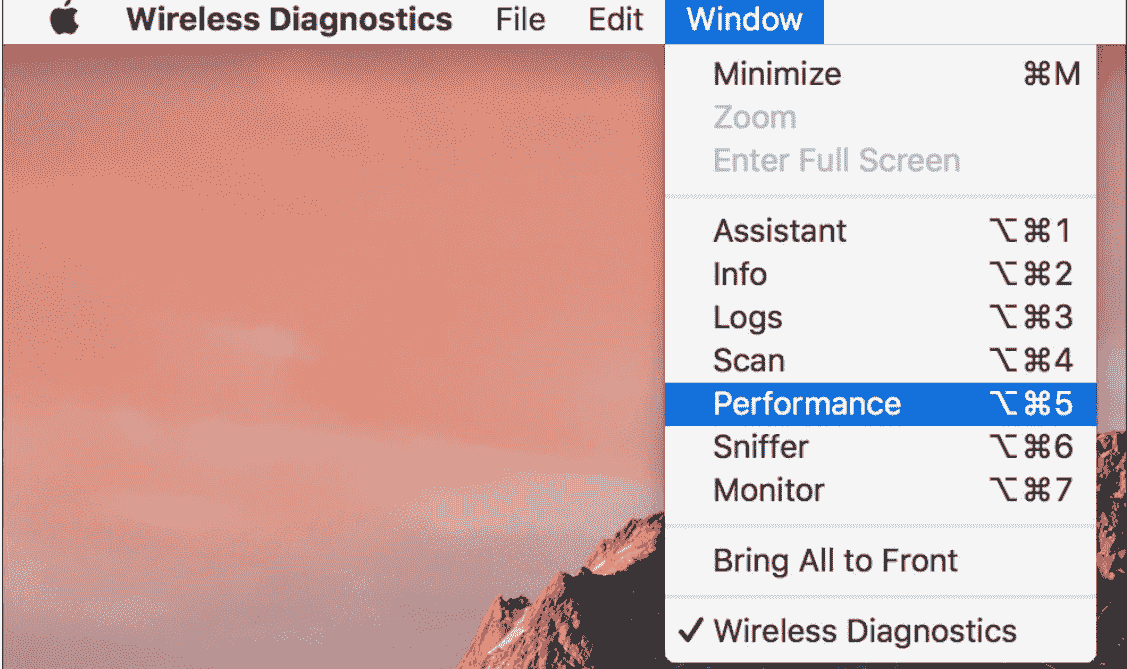 Wireless Diagnostics File Edit Window
Minimize ⌘M
Zoom
Enter Full Screen
Assistant ⌥⌘1
Info ⌥⌘2
Logs ⌥⌘3
Scan ⌥⌘4
Performance ⌥⌘5
Sniffer ⌥⌘6
Monitor ⌥⌘7
Bring All to Front
✓ Wireless Diagnostics